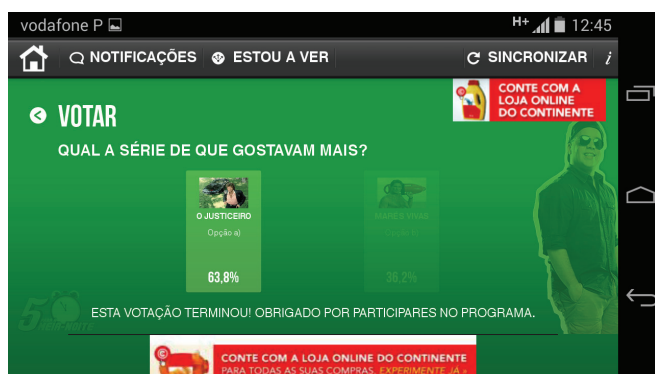 vodafone P H+ 12:45
NOTIFICAÇÕES ESTOU A VER SINCRONIZAR i
CONTE COM A
LOJA ONLINE
DO CONTINENTE
VOTAR
QUAL A SÉRIE DE QUE GOSTAVAM MAIS?
O JUSTICEIRO
Opção a)
63,8%
MARÉS VIVAS
36,2%
5
ESTA VOTAÇÃO TERMINOU! OBRIGADO POR PARTICIPARES NO PROGRAMA.
CONTE COM A LOJA ONLINE DO CONTINENTE
PARA TODAS AS SUAS COMPRAS. EXPERIMENTE JÁ »